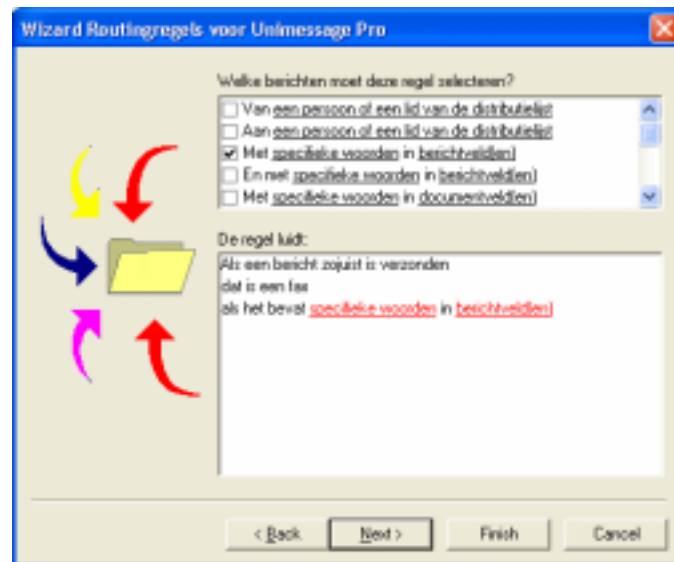 Wizard Routingregels voor Unimessage Pro
Welke berichten moet deze regel selecteren?
Van een persoon of een lid van de distributielijst
Aan een persoon of een lid van de distributielijst
Met specifieke woorden in berichtveld(en)
En met specifieke woorden in berichtveld(en)
Met specifieke woorden in documentveld(en)
De regel luidt:
Als een bericht zojuist is verzonden
dat is een fax
als het bevat specifieke woorden in berichtveld(en)
< Back Next > Finish Cancel